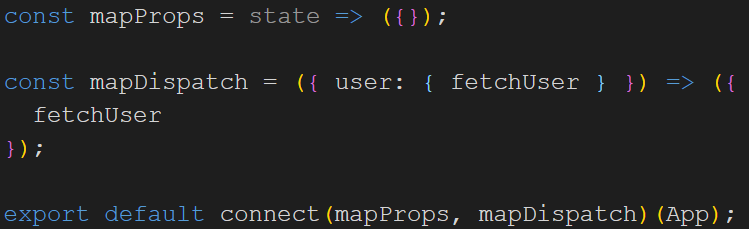 const mapProps = state => ({});
const mapDispatch = ({ user: { fetchUser } }) => ({
  fetchUser
});
export default connect(mapProps, mapDispatch)(App);